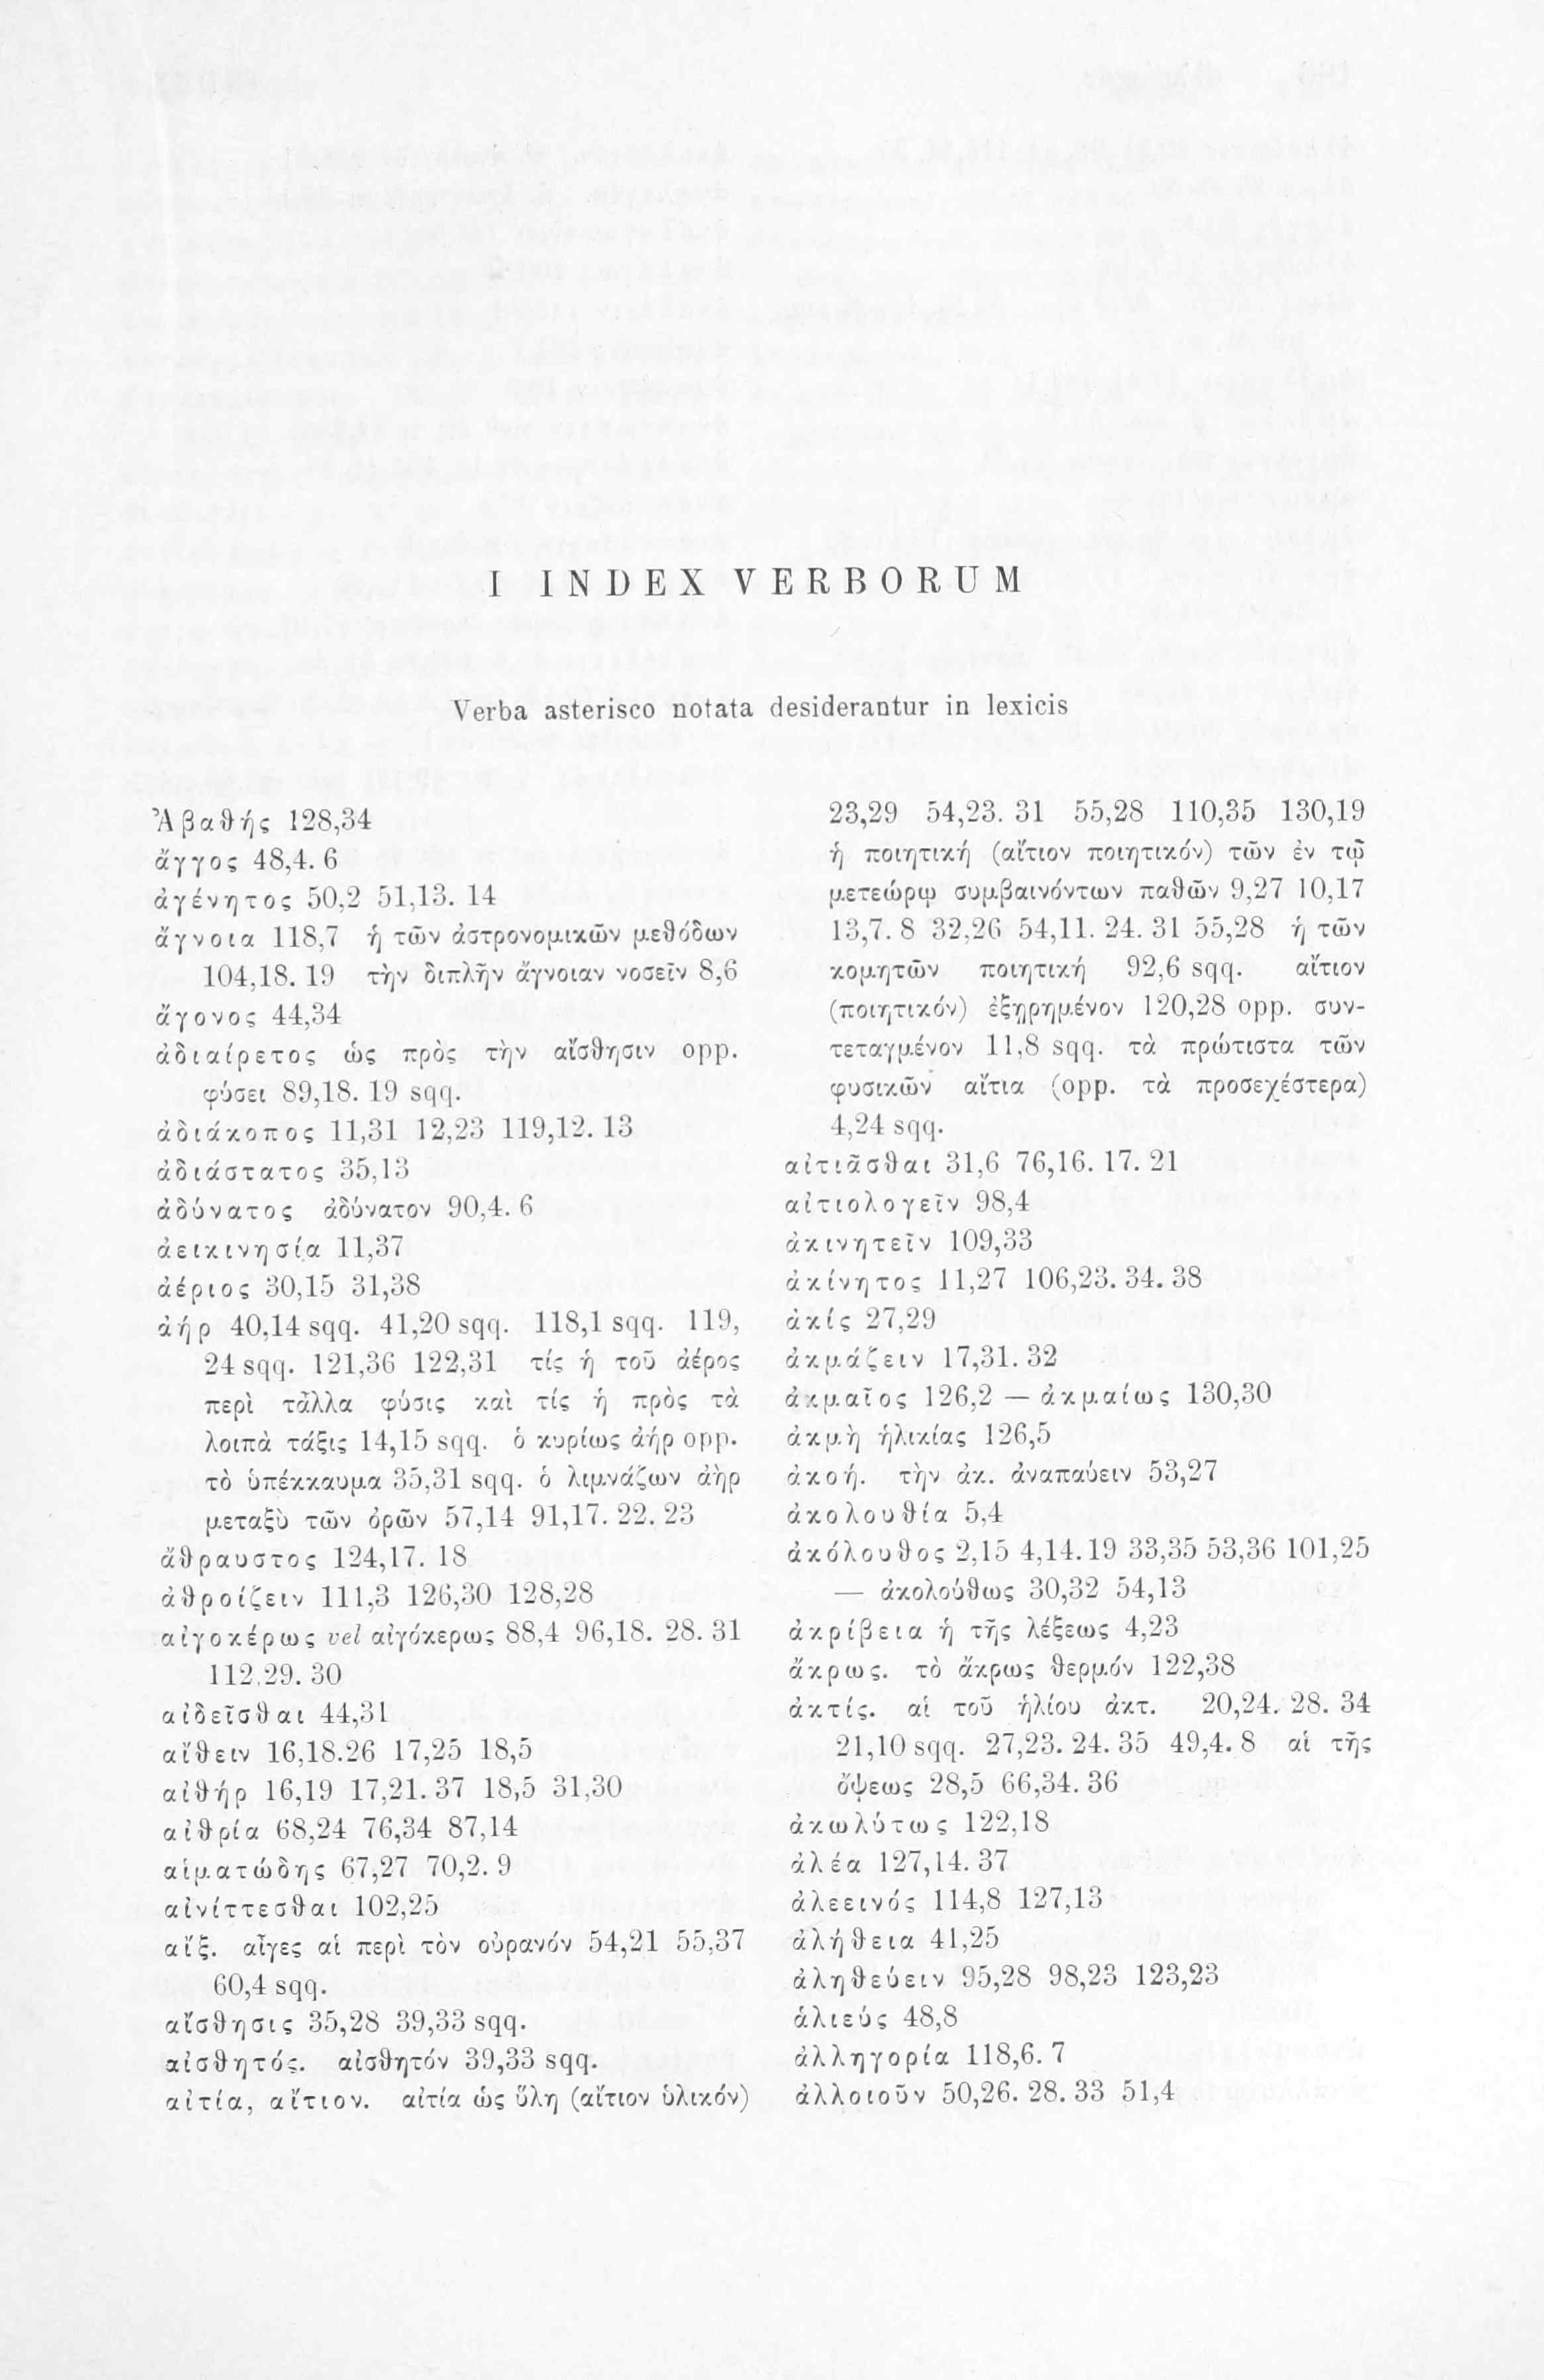 I INDEX VERBORUM
Verba asterisco notata desiderantur in lexicis
Ἀβαθής 128,34
ἄγγος 48,4. 6
ἀγένητος 50,2 51,13. 14
ἄγνοια 118,7 ἡ τῶν ἀστρονομικῶν μεθόδων
104,18. 19 τὴν διπλῆν ἄγνοιαν νοσεῖν 8,6
ἄγονος 44,34
ἀδιαίρετος ὡς πρὸς τὴν αἴσθησιν opp.
φύσει 89,18. 19 sqq.
ἀδιάκοπος 11,31 12,23 119,12. 13
ἀδιάστατος 35,13
ἀδύνατος ἀδύνατον 90,4. 6
ἀεικινησία 11,37
ἀέριος 30,15 31,38
ἀήρ 40,14 sqq. 41,20 sqq. 118,1 sqq. 119,
24 sqq. 121,36 122,31 τίς ἡ τοῦ ἀέρος
περὶ τἆλλα φύσις καὶ τίς ἡ πρὸς τὰ
λοιπὰ τάξις 14,15 sqq. ὁ κυρίως ἀήρ opp.
τὸ ὑπέκκαυμα 35,31 sqq. ὁ λιμνάζων ἀὴρ
μεταξὺ τῶν ὀρῶν 57,14 91,17. 22. 23
ἄθραυστος 124,17. 18
ἀθροίζειν 111,3 126,30 128,28
αἰγοκέρως vel αἰγόκερως 88,4 96,18. 28. 31
112,29. 30
αἰδεῖσθαι 44,31
αἴθειν 16,18.26 17,25 18,5
αἰθήρ 16,19 17,21. 37 18,5 31,30
αἰθρία 68,24 76,34 87,14
αἱματώδης 67,27 70,2. 9
αἰνίττεσθαι 102,25
αἴξ. αἶγες αἱ περὶ τὸν οὐρανόν 54,21 55,37
60,4 sqq.
αἴσθησις 35,28 39,33 sqq.
αἰσθητός. αἰσθητόν 39,33 sqq.
αἰτία, αἴτιον. αἰτία ὡς ὕλη (αἴτιον ὑλικόν)
23,29 54,23. 31 55,28 110,35 130,19
ἡ ποιητική (αἴτιον ποιητικόν) τῶν ἐν τῷ
μετεώρῳ συμβαινόντων παθῶν 9,27 10,17
13,7. 8 32,26 54,11. 24. 31 55,28 ἡ τῶν
κομητῶν ποιητική 92,6 sqq. αἴτιον
(ποιητικόν) ἐξῃρημένον 120,28 opp. συν-
τεταγμένον 11,8 sqq. τὰ πρώτιστα τῶν
φυσικῶν αἴτια (opp. τὰ προσεχέστερα)
4,24 sqq.
αἰτιᾶσθαι 31,6 76,16. 17. 21
αἰτιολογεῖν 98,4
ἀκινητεῖν 109,33
ἀκίνητος 11,27 106,23. 34. 38
ἀκίς 27,29
ἀκμάζειν 17,31. 32
ἀκμαῖος 126,2 — ἀκμαίως 130,30
ἀκμὴ ἡλικίας 126,5
ἀκοή. τὴν ἀκ. ἀναπαύειν 53,27
ἀκολουθία 5,4
ἀκόλουθος 2,15 4,14. 19 33,35 53,36 101,25
— ἀκολούθως 30,32 54,13
ἀκρίβεια ἡ τῆς λέξεως 4,23
ἄκρως. τὸ ἄκρως θερμόν 122,38
ἀκτίς. αἱ τοῦ ἡλίου ἀκτ. 20,24. 28. 34
21,10 sqq. 27,23. 24. 35 49,4. 8 αἱ τῆς
ὄψεως 28,5 66,34. 36
ἀκωλύτως 122,18
ἀλέα 127,14. 37
ἀλεεινός 114,8 127,13
ἀλήθεια 41,25
ἀληθεύειν 95,28 98,23 123,23
ἁλιεύς 48,8
ἀλληγορία 118,6. 7
ἀλλοιοῦν 50,26. 28. 33 51,4